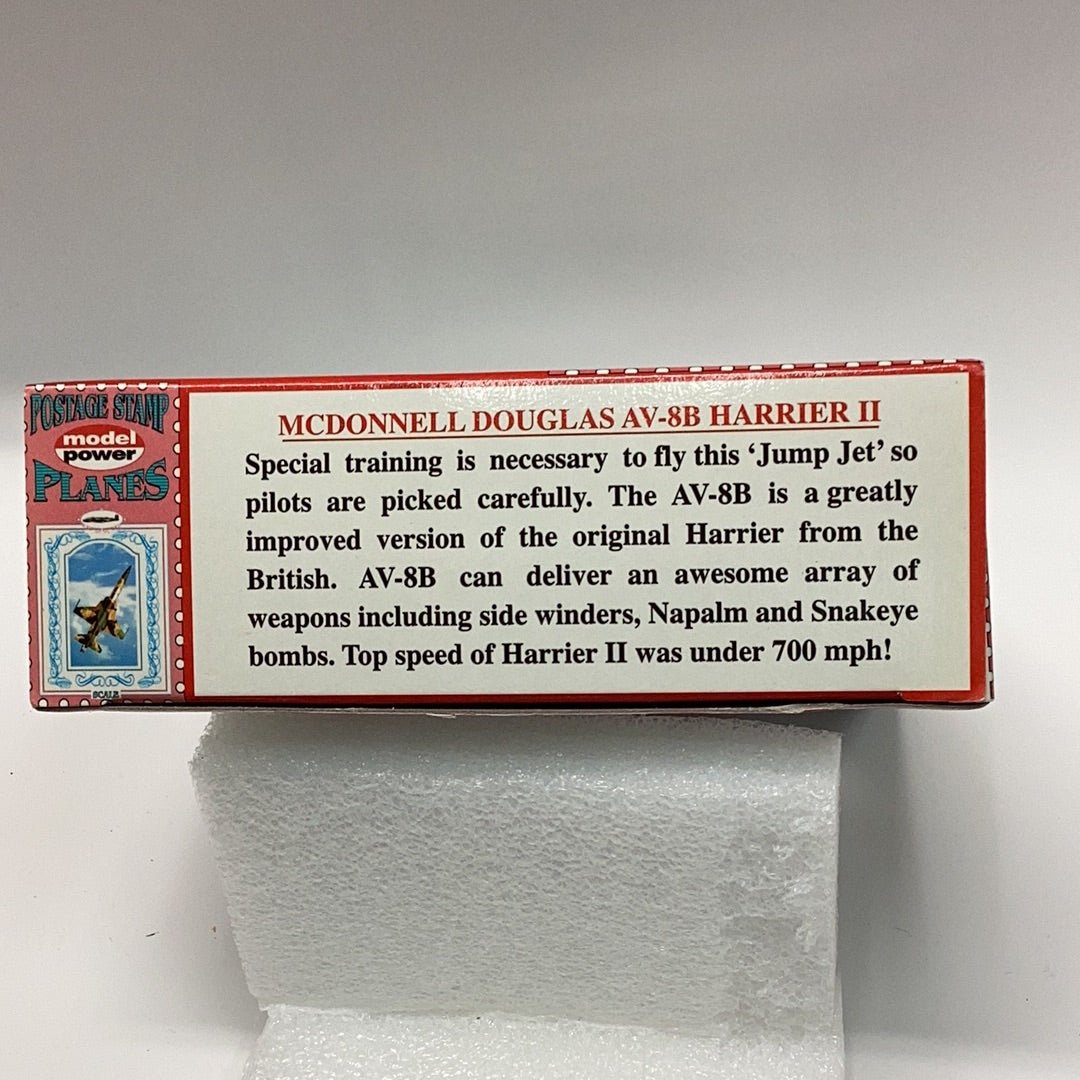 POSTAGE STAMP
model
power
PLANES
SCALE
MCDONNELL DOUGLAS AV-8B HARRIER II
Special training is necessary to fly this ‘Jump Jet’ so
pilots are picked carefully. The AV-8B is a greatly
improved version of the original Harrier from the
British. AV-8B can deliver an awesome array of
weapons including side winders, Napalm and Snakeye
bombs. Top speed of Harrier II was under 700 mph!